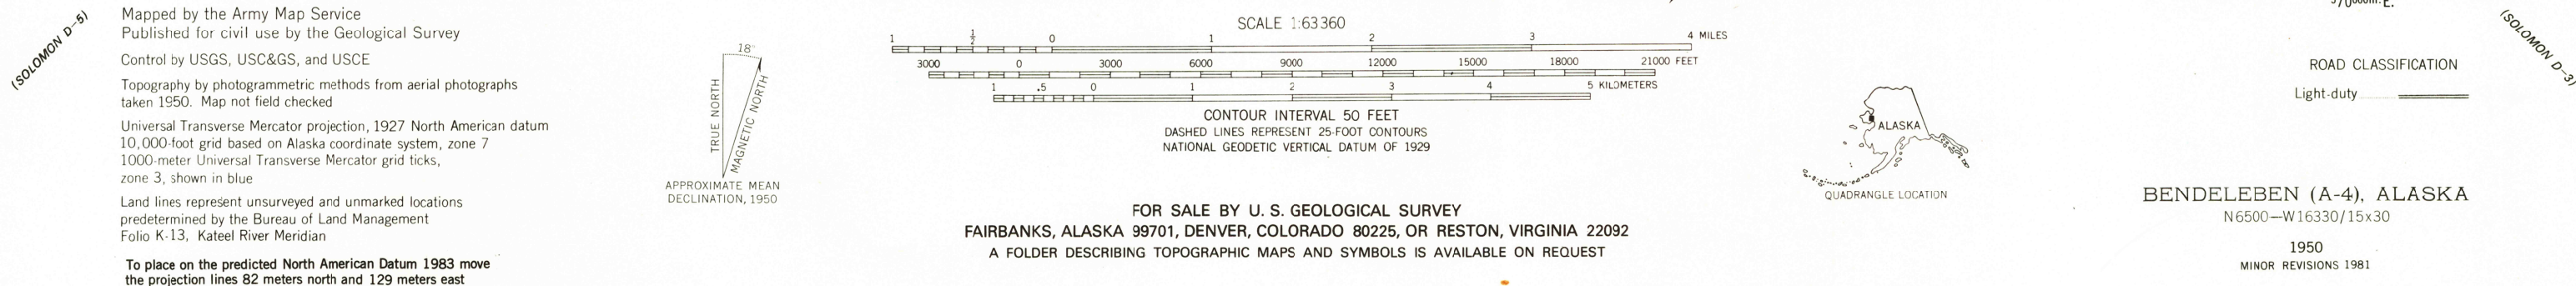 (SOLOMON D-5)
Mapped by the Army Map Service
Published for civil use by the Geological Survey
Control by USGS, USC&GS, and USCE
Topography by photogrammetric methods from aerial photographs
taken 1950. Map not field checked
Universal Transverse Mercator projection, 1927 North American datum
10,000-foot grid based on Alaska coordinate system, zone 7
1000-meter Universal Transverse Mercator grid ticks,
zone 3, shown in blue
Land lines represent unsurveyed and unmarked locations
predetermined by the Bureau of Land Management
Folio K-13, Kateel River Meridian
To place on the predicted North American Datum 1983 move
the projection lines 82 meters north and 129 meters east
18°
TRUE NORTH
MAGNETIC NORTH
APPROXIMATE MEAN
DECLINATION, 1950
SCALE 1:63360
1 ½ 0 1 2 3 4 MILES
3000 0 3000 6000 9000 12000 15000 18000 21000 FEET
1 .5 0 1 2 3 4 5 KILOMETERS
CONTOUR INTERVAL 50 FEET
DASHED LINES REPRESENT 25-FOOT CONTOURS
NATIONAL GEODETIC VERTICAL DATUM OF 1929
FOR SALE BY U. S. GEOLOGICAL SURVEY
FAIRBANKS, ALASKA 99701, DENVER, COLORADO 80225, OR RESTON, VIRGINIA 22092
A FOLDER DESCRIBING TOPOGRAPHIC MAPS AND SYMBOLS IS AVAILABLE ON REQUEST
ALASKA
QUADRANGLE LOCATION
(SOLOMON D-3)
ROAD CLASSIFICATION
Light-duty
BENDELEBEN (A-4), ALASKA
N6500—W16330/15x30
1950
MINOR REVISIONS 1981